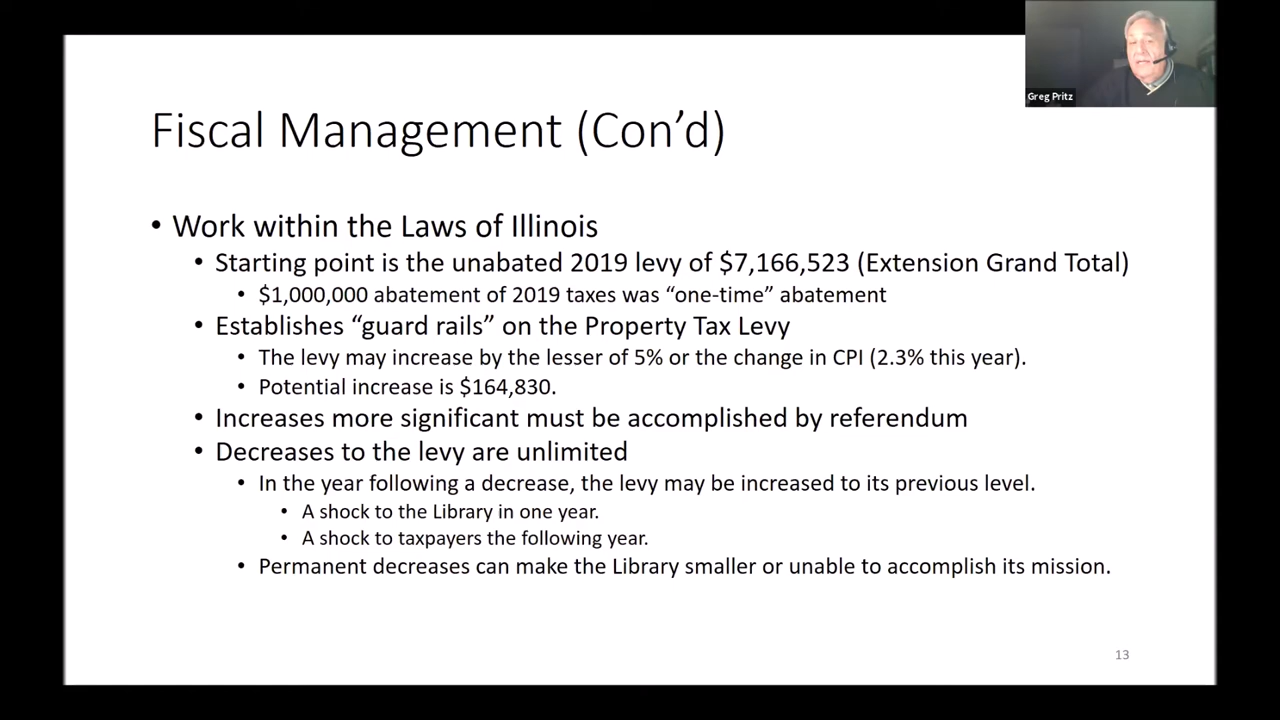 Greg Pritz
Fiscal Management (Con’d)
• Work within the Laws of Illinois
• Starting point is the unabated 2019 levy of $7,166,523 (Extension Grand Total)
• $1,000,000 abatement of 2019 taxes was “one-time” abatement
• Establishes “guard rails” on the Property Tax Levy
• The levy may increase by the lesser of 5% or the change in CPI (2.3% this year).
• Potential increase is $164,830.
• Increases more significant must be accomplished by referendum
• Decreases to the levy are unlimited
• In the year following a decrease, the levy may be increased to its previous level.
• A shock to the Library in one year.
• A shock to taxpayers the following year.
• Permanent decreases can make the Library smaller or unable to accomplish its mission.
13